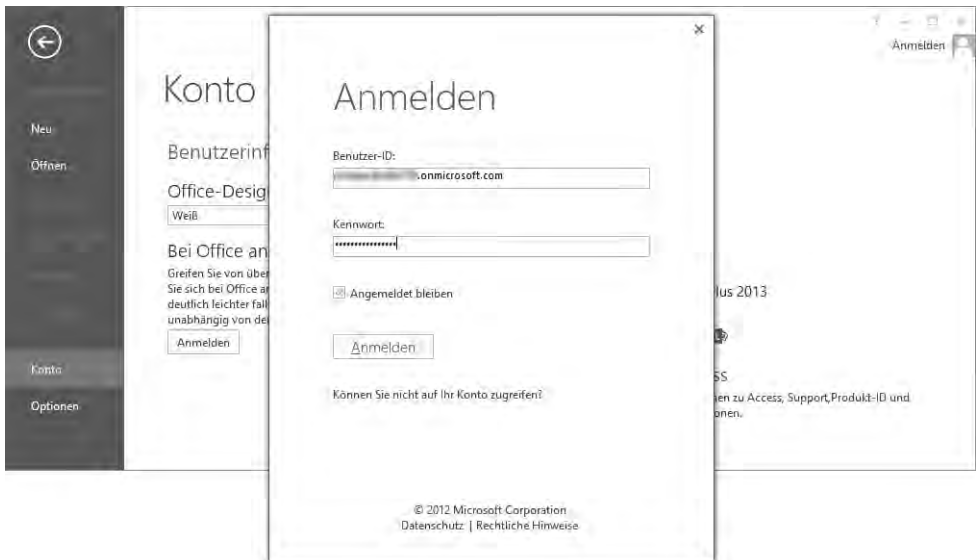 Anmelden
Konto
Neu
Öffnen
Benutzerinf
Office-Desig
Weiß
Bei Office an
Greifen Sie von über
Sie sich bei Office an
deutlich leichter fall
unabhängig von de
Anmelden
Konto
Optionen
Anmelden
Benutzer-ID:
.onmicrosoft.com
Kennwort:
Angemeldet bleiben
Anmelden
Können Sie nicht auf Ihr Konto zugreifen?
© 2012 Microsoft Corporation
Datenschutz | Rechtliche Hinweise
lus 2013
SS
en zu Access, Support,Produkt-ID und
onen.